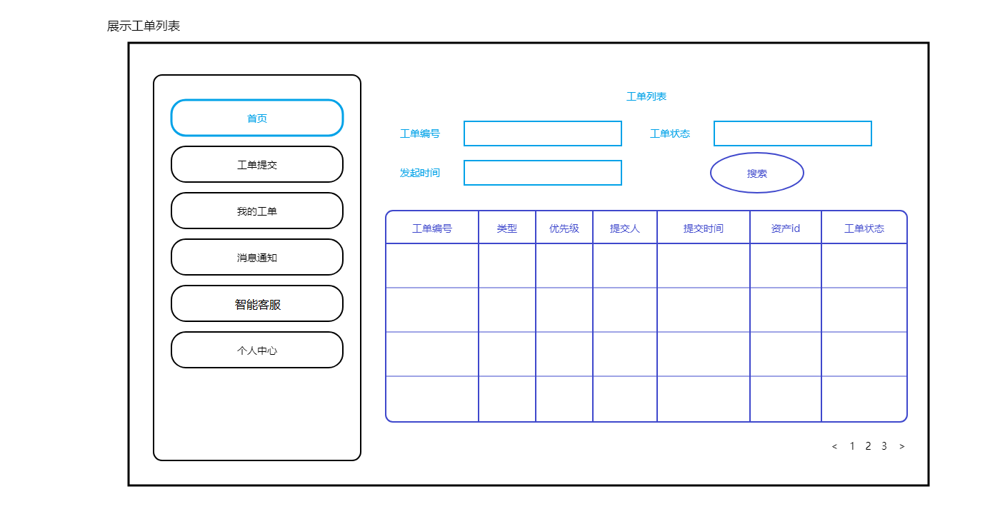 展示工单列表
首页
工单提交
我的工单
消息通知
智能客服
个人中心
工单列表
工单编号 工单状态
发起时间 搜索
工单编号 类型 优先级 提交人 提交时间 资产id 工单状态
< 1 2 3 >